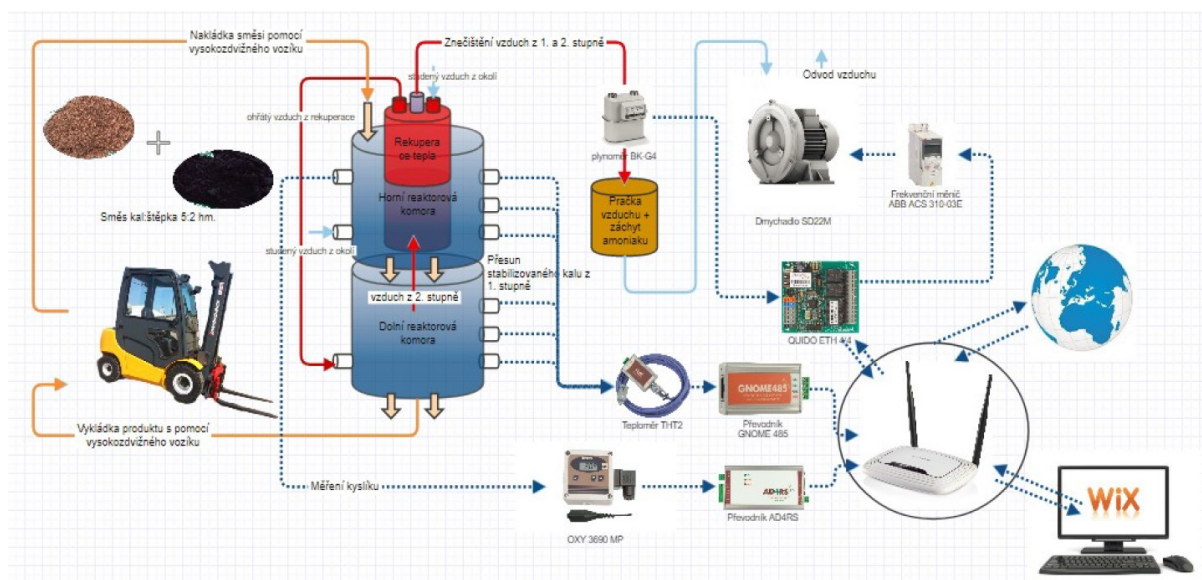 Nakládka směsi pomocí
vysokozdvižného vozíku
Znečištění vzduch z 1. a 2. stupně
studený vzduch z okolí
Odvod vzduchu
ohřátý vzduch z rekuperace
Rekupera
ce tepla
plynoměr BK-G4
Frekvenční měnič
ABB ACS 310-03E
Dmychadlo SD22M
Směs kal:štěpka 5:2 hm.
Horní reaktorová
komora
Pračka
vzduchu +
záchyt
amoniaku
studený vzduch z okolí
Přesun
stabilizovaného kalu z
1. stupně
vzduch z 2. stupně
Dolní reaktorová
komora
QUIDO ETH 4/4
GNOME485
Teploměr THT2
Převodník
GNOME 485
Vykládka produktu s pomocí
vysokozdvižného vozíku
Měření kyslíku
AD4RS
Převodník AD4RS
OXY 3690 MP
WiX